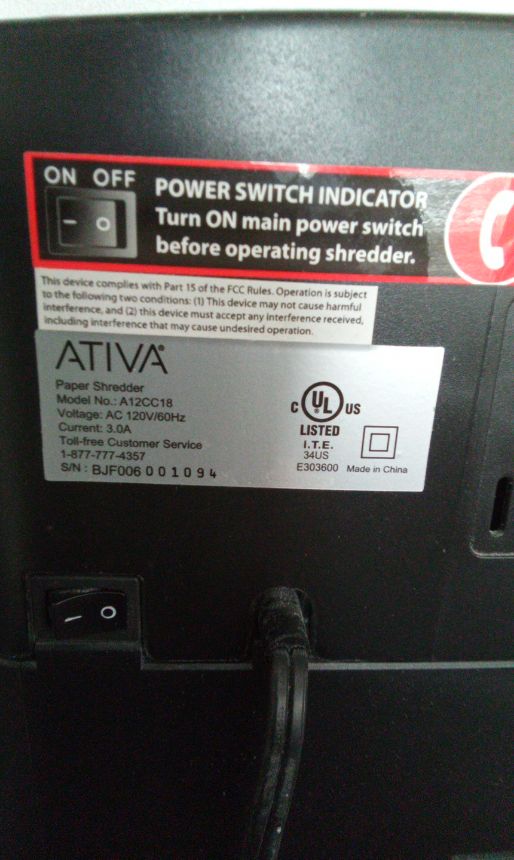 ON OFF
POWER SWITCH INDICATOR
Turn ON main power switch
before operating shredder.
This device complies with Part 15 of the FCC Rules. Operation is subject
to the following two conditions: (1) This device may not cause harmful
interference, and (2) this device must accept any interference received,
including interference that may cause undesired operation.
ATIVA®
Paper Shredder
Model No.: A12CC18
Voltage: AC 120V/60Hz
Current: 3.0A
Toll-free Customer Service
1-877-777-4357
S/N : BJF006 001094
C UL® US
LISTED
I.T.E.
34US
E303600 Made in China